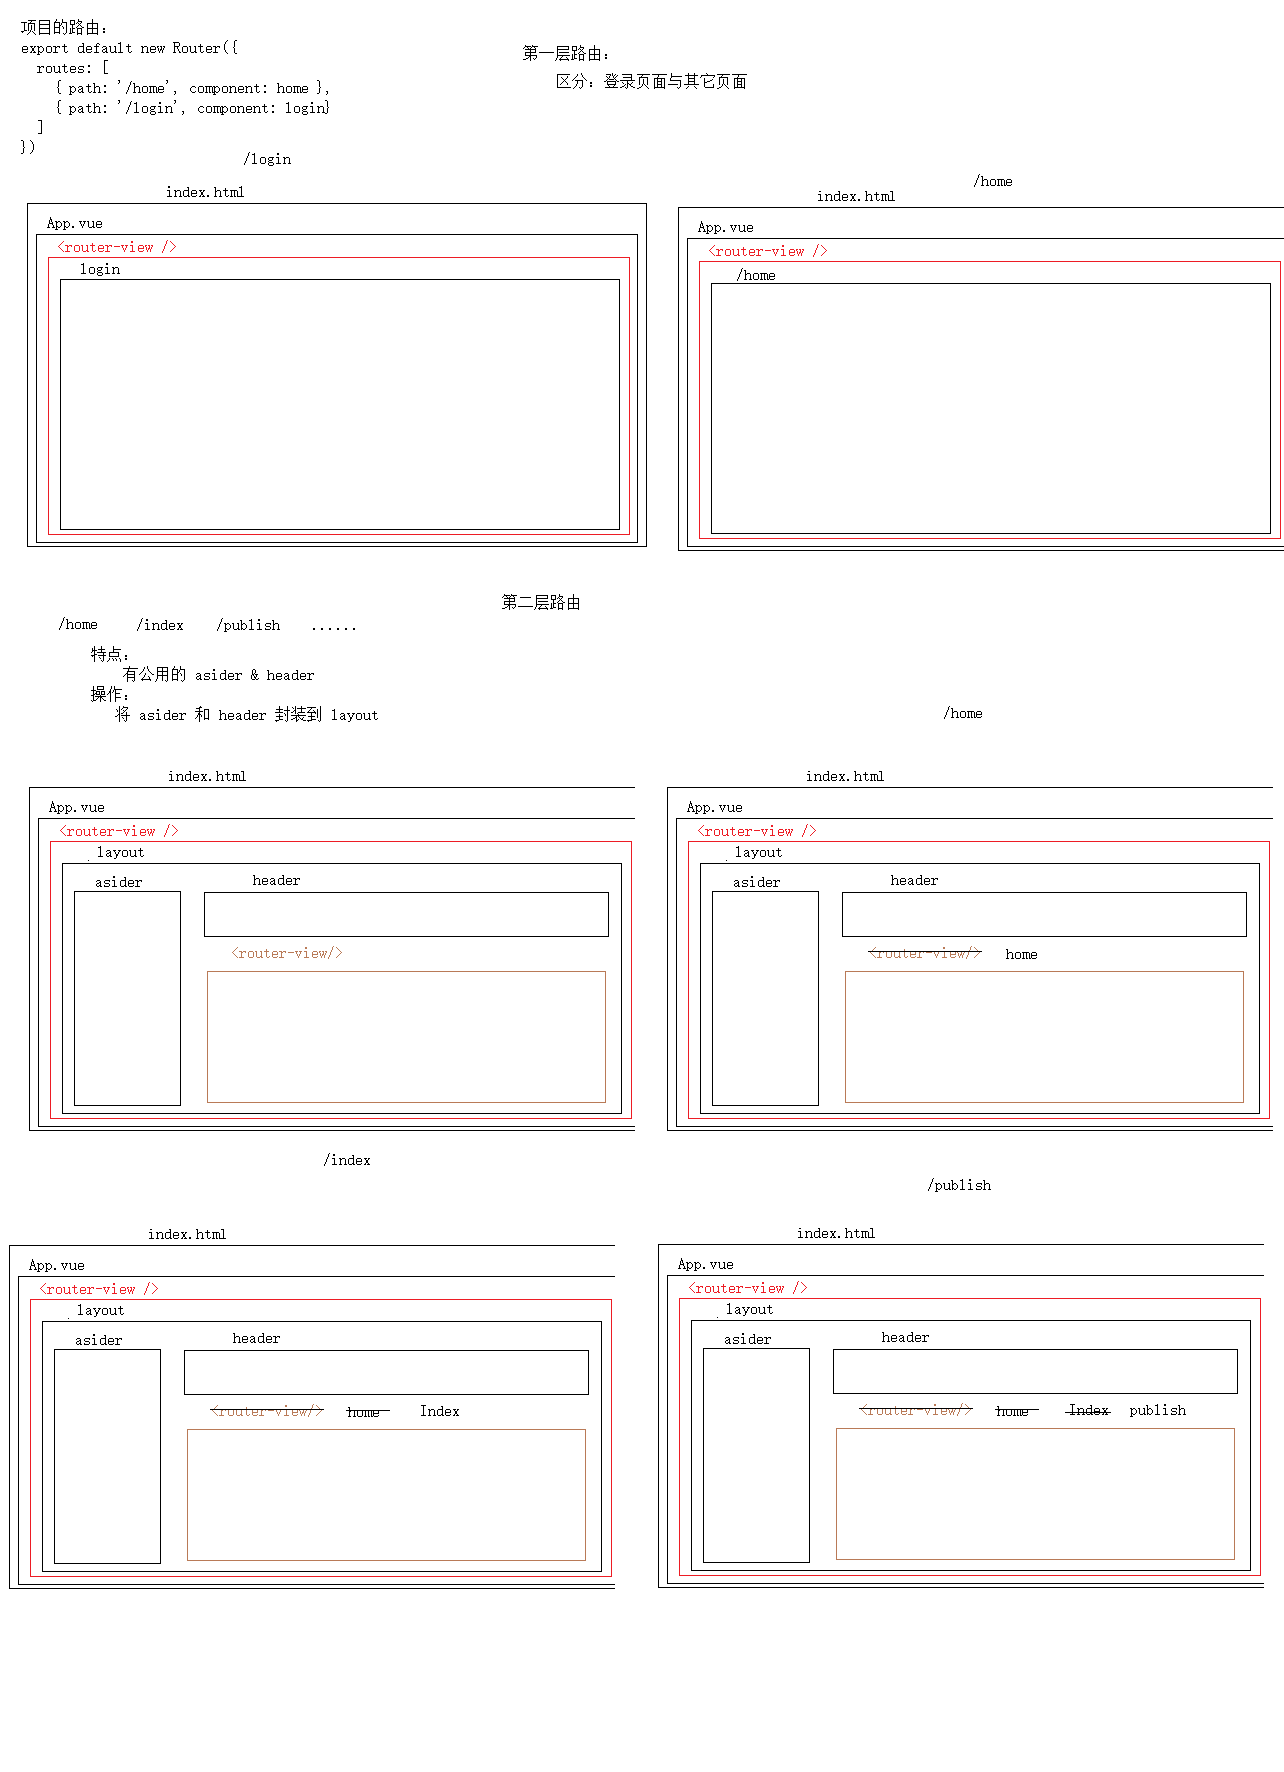 项目的路由：
export default new Router({
  routes: [
    { path: '/home', component: home },
    { path: '/login', component: login}
  ]
})
第一层路由：
区分：登录页面与其它页面
/login
index.html
App.vue
<router-view />
login
/home
index.html
App.vue
<router-view />
/home
第二层路由
/home /index /publish ......
特点：
有公用的 asider & header
操作：
将 asider 和 header 封装到 layout
index.html
App.vue
<router-view />
layout
asider header
<router-view/>
/home
index.html
App.vue
<router-view />
layout
asider header
<router-view/> home
/index
index.html
App.vue
<router-view />
layout
asider header
<router-view/> home Index
/publish
index.html
App.vue
<router-view />
layout
asider header
<router-view/> home Index publish